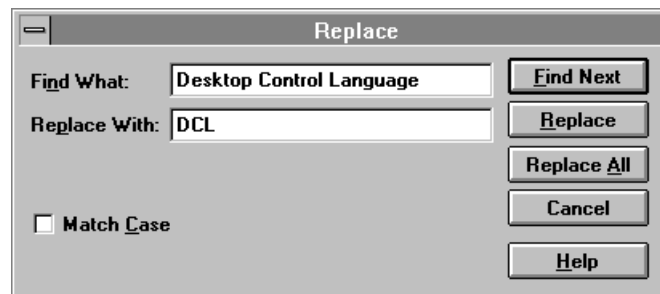 Replace
Find What: Desktop Control Language
Replace With: DCL
Match Case
Find Next
Replace
Replace All
Cancel
Help